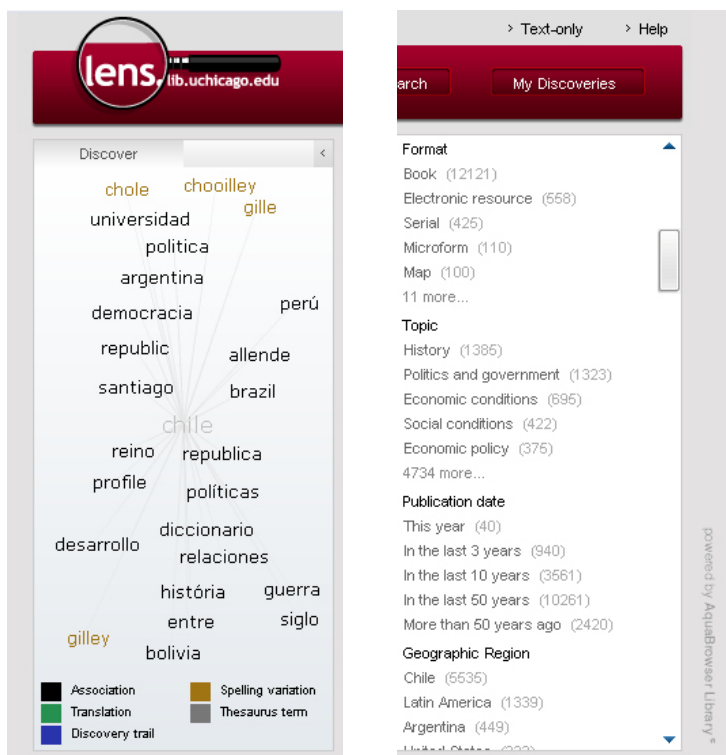 lens.lib.uchicago.edu
Discover <
chole
chooilley
gille
universidad
politica
argentina
perú
democracia
republic
allende
santiago
brazil
chile
reino
republica
profile
políticas
diccionario
desarrollo
relaciones
história
guerra
entre
siglo
gilley
bolivia
Association
Spelling variation
Translation
Thesaurus term
Discovery trail
> Text-only > Help
arch
My Discoveries
Format
Book (12121)
Electronic resource (558)
Serial (425)
Microform (110)
Map (100)
11 more...
Topic
History (1385)
Politics and government (1323)
Economic conditions (695)
Social conditions (422)
Economic policy (375)
4734 more...
Publication date
This year (40)
In the last 3 years (940)
In the last 10 years (3561)
In the last 50 years (10261)
More than 50 years ago (2420)
Geographic Region
Chile (5535)
Latin America (1339)
Argentina (449)
powered by AquaBrowser Library®